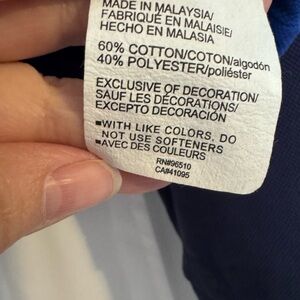 MADE IN MALAYSIA/
FABRIQUÉ EN MALAISIE/
HECHO EN MALASIA
60% COTTON/COTON/algodón
40% POLYESTER/poliéster
EXCLUSIVE OF DECORATION/
SAUF LES DÉCORATIONS/
EXCEPTO DECORACIÓN
■WITH LIKE COLORS. DO
NOT USE SOFTENERS
■AVEC DES COULEURS
RN#96510
CA#41095